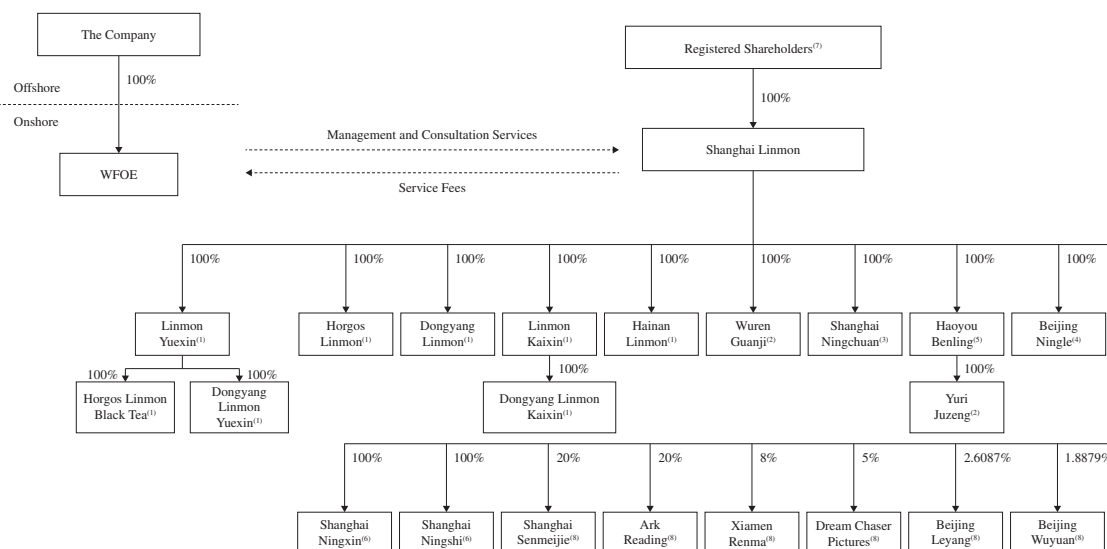 The Company
Registered Shareholders(7)
100%
Offshore
100%
Onshore
Management and Consultation Services
Shanghai Linmon
WFOE
Service Fees
100%
100%
100%
100%
100%
100%
100%
100%
100%
Linmon
Yuexin(1)
Horgos
Linmon(1)
Dongyang
Linmon(1)
Linmon
Kaixin(1)
Hainan
Linmon(1)
Wuren
Guanji(2)
Shanghai
Ningchuan(3)
Haoyou
Benling(5)
Beijing
Ningle(4)
100%
100%
100%
100%
Horgos Linmon
Black Tea(1)
Dongyang
Linmon
Yuexin(1)
Dongyang Linmon
Kaixin(1)
Yuri
Juzeng(2)
100%
100%
20%
20%
8%
5%
2.6087%
1.8879%
Shanghai
Ningxin(6)
Shanghai
Ningshi(6)
Shanghai
Senmeijie(8)
Ark
Reading(8)
Xiamen
Renma(8)
Dream Chaser
Pictures(8)
Beijing
Leyang(8)
Beijing
Wuyuan(8)